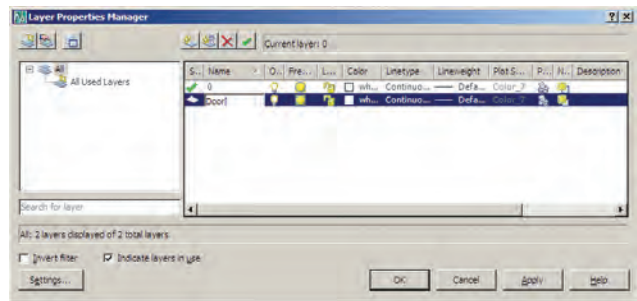 Layer Properties Manager
Current layer: 0
All
All Used Layers
S... Name O... Fre... L... Color Linetype Lineweight Plot S... P... N... Description
0 wh... Continuo... Defa... Color_7
Door wh... Continuo... Defa... Color_7
Search for layer
All: 2 layers displayed of 2 total layers
Invert filter Indicate layers in use
Settings... OK Cancel Apply Help